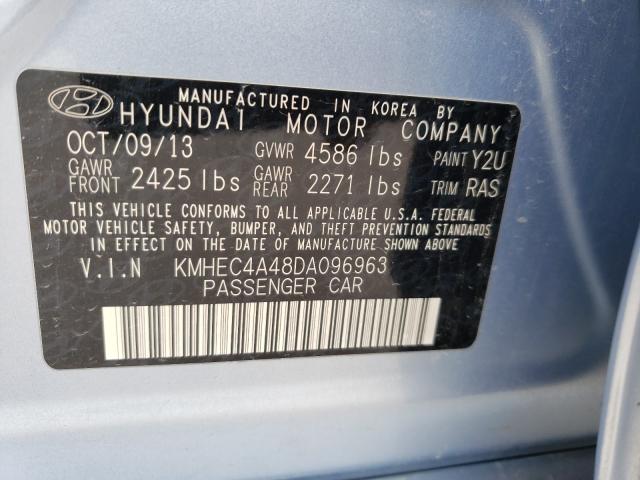 MANUFACTURED IN KOREA BY
HYUNDAI MOTOR COMPANY
OCT/09/13 GVWR 4586 lbs PAINT Y2U
GAWR FRONT 2425 lbs GAWR REAR 2271 lbs TRIM RAS
THIS VEHICLE CONFORMS TO ALL APPLICABLE U.S.A. FEDERAL
MOTOR VEHICLE SAFETY, BUMPER, AND THEFT PREVENTION
STANDARDS IN EFFECT ON THE DATE OF MANUFACTURE SHOWN ABOVE
V.I.N KMHEC4A48DA096963
PASSENGER CAR